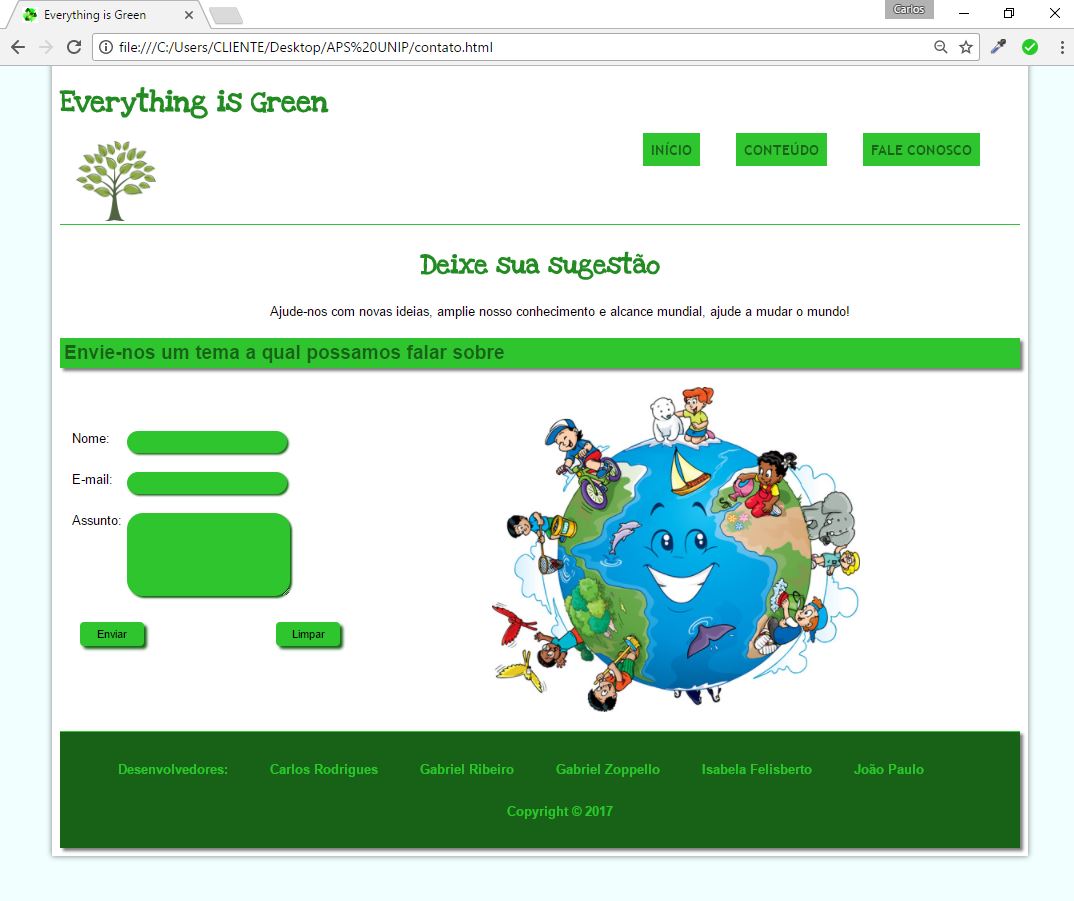 Everything is Green
Carlos
file:///C:/Users/CLIENTE/Desktop/APS%20UNIP/contato.html
Everything is Green
INÍCIO CONTEÚDO FALE CONOSCO
Deixe sua sugestão
Ajude-nos com novas ideias, amplie nosso conhecimento e alcance mundial, ajude a mudar o mundo!
Envie-nos um tema a qual possamos falar sobre
Nome:
E-mail:
Assunto:
Enviar Limpar
Desenvolvedores: Carlos Rodrigues Gabriel Ribeiro Gabriel Zoppello Isabela Felisberto João Paulo
Copyright © 2017